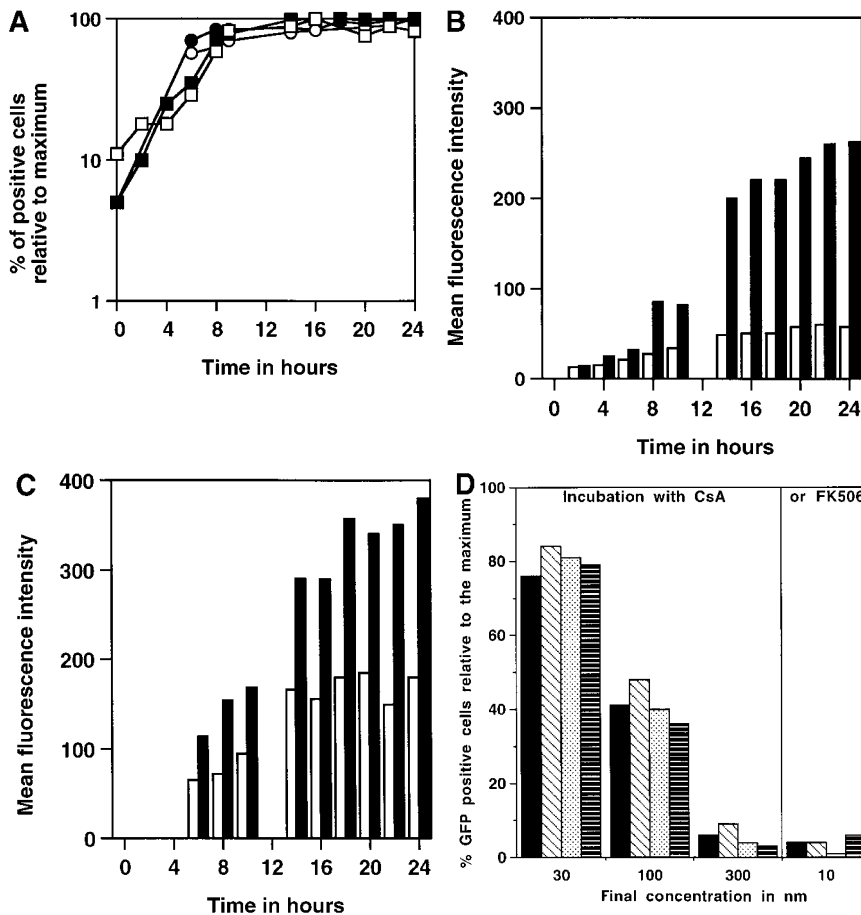 A
% of positive cells
relative to maximum
100
10
1
0 4 8 12 16 20 24
Time in hours
B
Mean fluorescence intensity
400
300
200
100
0
0 4 8 12 16 20 24
Time in hours
C
Mean fluorescence intensity
400
300
200
100
0
0 4 8 12 16 20 24
Time in hours
D
% GFP positive cells relative to the maximum
100
80
60
40
20
0
Incubation with CsA
or FK506
30 100 300 10
Final concentration in nm